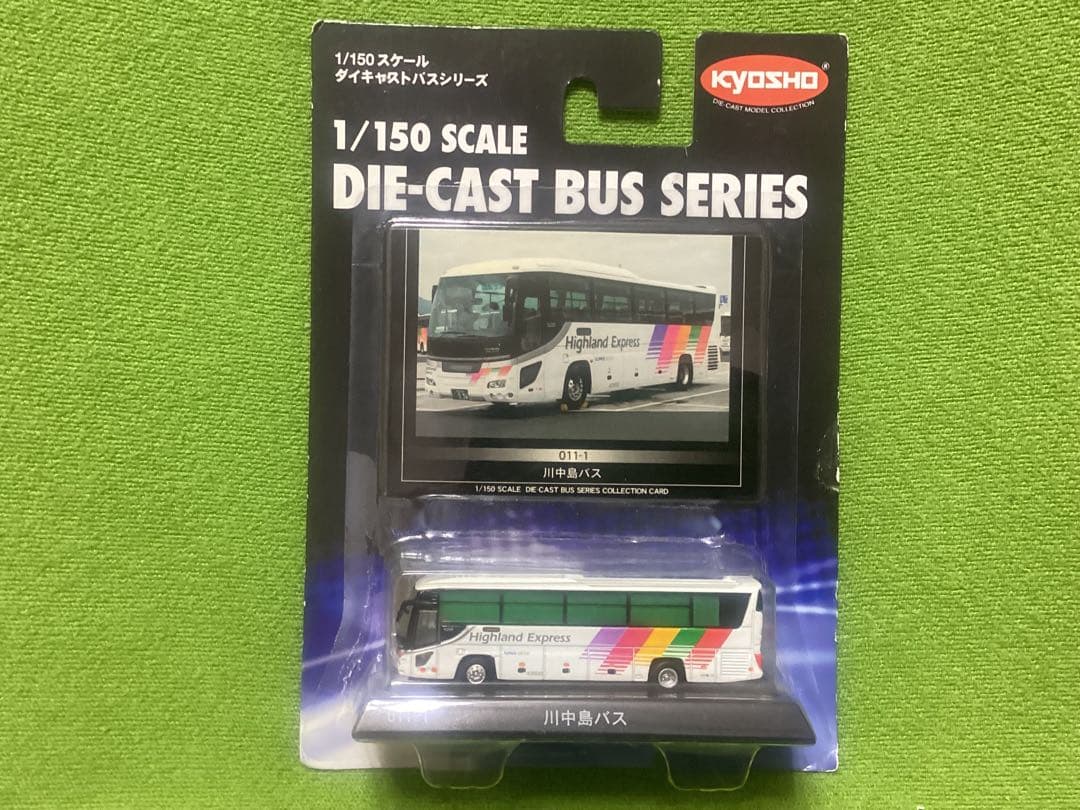 1/150 スケール
ダイキャストバスシリーズ
KYOSHO®
DIE-CAST MODEL COLLECTION
1/150 SCALE
DIE-CAST BUS SERIES
Highland Express
011-1
川中島バス
1/150 SCALE DIE-CAST BUS SERIES COLLECTION CARD
Highland Express
011-1
川中島バス